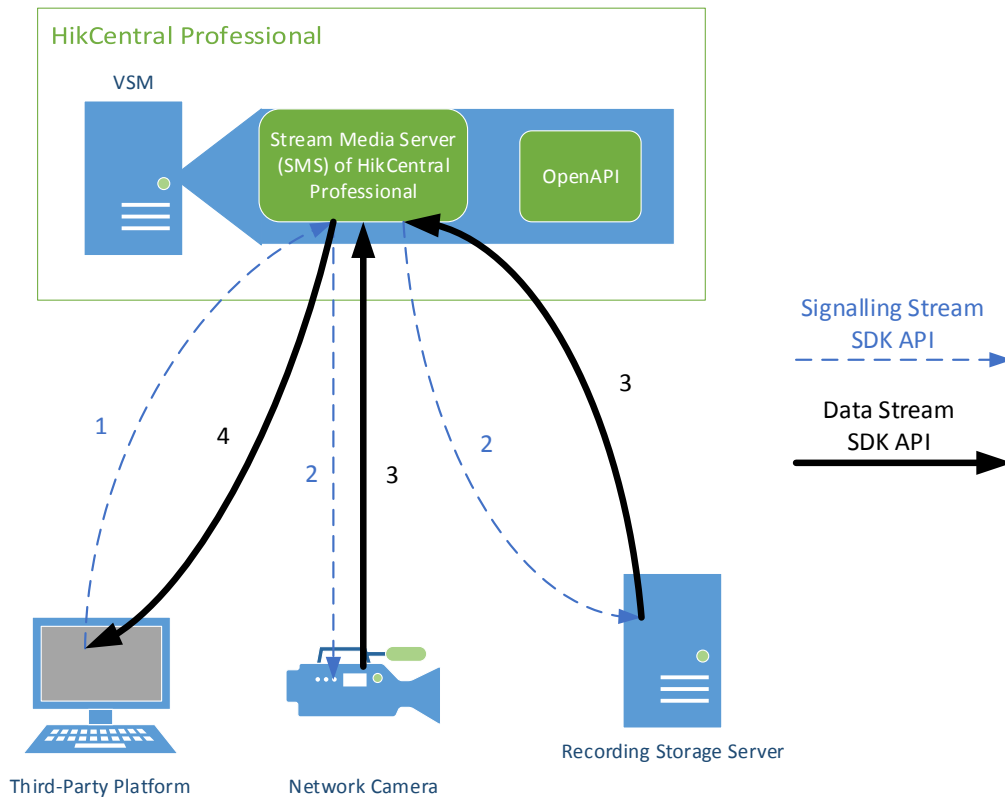 HikCentral Professional
VSM
Stream Media Server
(SMS) of HikCentral
Professional
OpenAPI
Signalling Stream
SDK API
Data Stream
SDK API
1
4
2
3
2
3
Third-Party Platform
Network Camera
Recording Storage Server